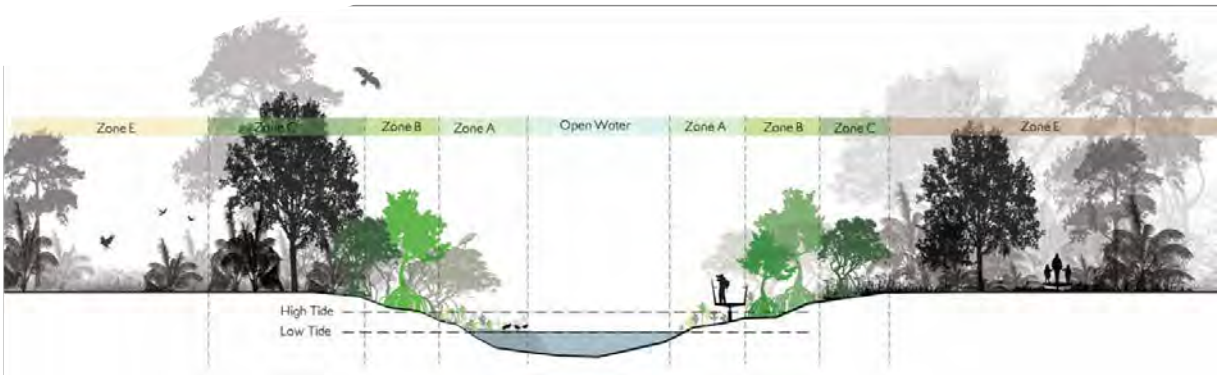 Zone E
Zone C
Zone B
Zone A
Open Water
Zone A
Zone B
Zone C
Zone E
High Tide
Low Tide